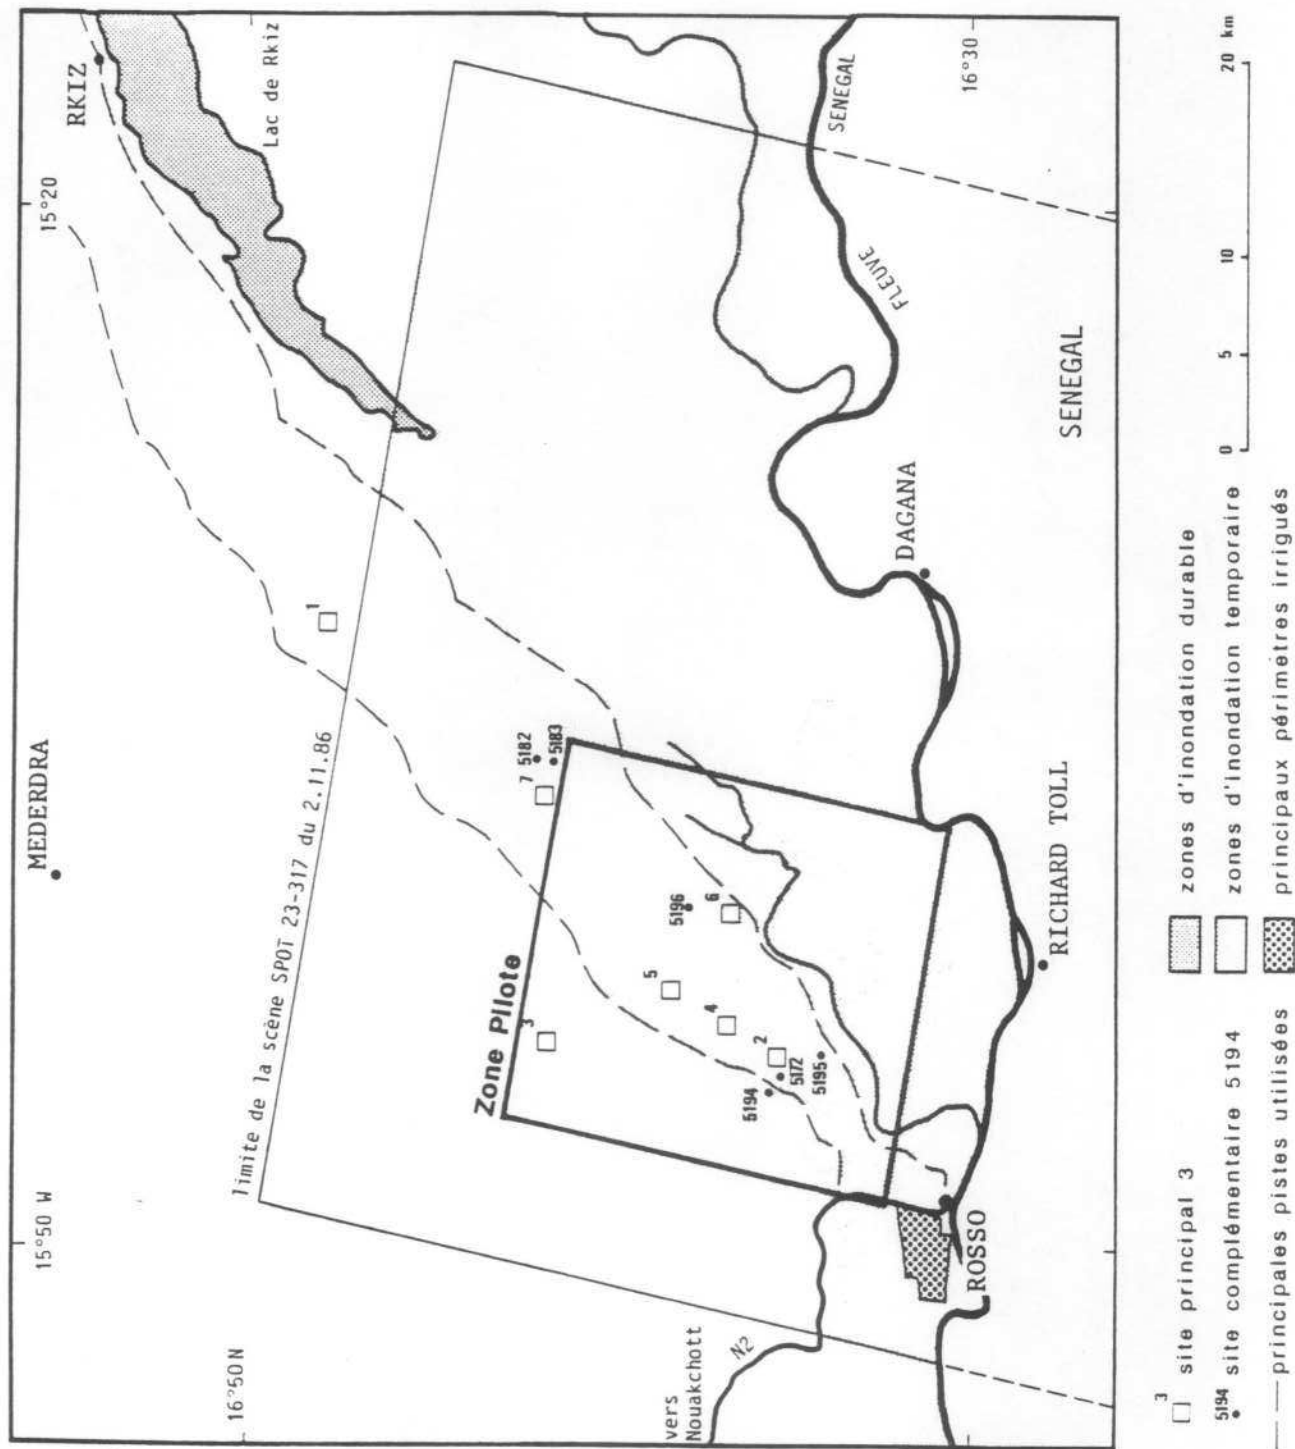 15°50 W
MEDERDRA
15°20
RKIZ
16°50N
Lac de Rkiz
limite de la scène SPOT 23-317 du 2.11.86
1
Zone Pilote
3
7
5182
5183
5
5196
6
4
2
5194
5172
5195
vers
Nouakchott
N2
ROSSO
RICHARD TOLL
DAGANA
FLEUVE
SENEGAL
SENEGAL
16°30
3
site principal 3
5194
site complémentaire 5194
principales pistes utilisées
zones d'inondation durable
zones d'inondation temporaire
principaux périmètres irrigués
0 5 10 20 km